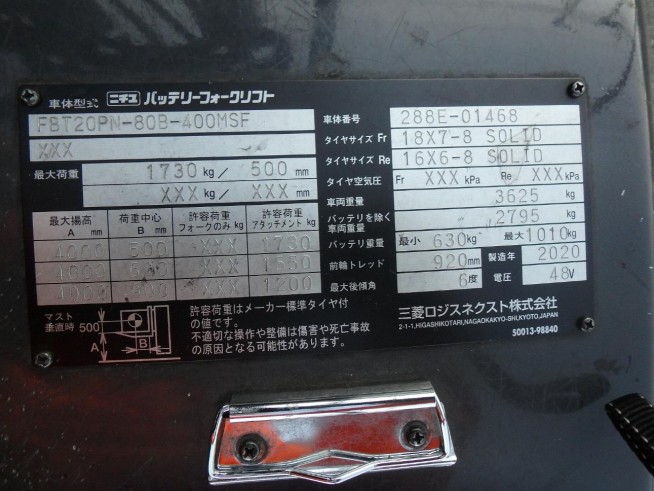 車体型式 ニチユ バッテリーフォークリフト
FBT20PN-80B-400MSF
XXX
最大荷重 1730 kg / 500 mm
XXX kg / XXX mm
最大揚高 A mm 荷重中心 B mm 許容荷重 フォークのみ kg 許容荷重 アタッチメント kg
4000 500 XXX 1730
4000 XXX 1550
4000 XXX 1200
マスト垂直時 500 A B
許容荷重はメーカー標準タイヤ付
の値です。
不適切な操作や整備は傷害や死亡事故
の原因となる可能性があります。
車体番号 288E-01468
タイヤサイズ Fr 18X7-8 SOLID
タイヤサイズ Re 16X6-8 SOLID
タイヤ空気圧 Fr XXX kPa Re XXX kPa
車両重量 3625 kg
バッテリを除く車両重量 2795 kg
バッテリ重量 最小 630 kg 最大 1010 kg
前輪トレッド 920 mm 製造年 2020
最大後傾角 6 度 電圧 48 V
三菱ロジスネクスト株式会社
2-1-1,HIGASHIKOTARI,NAGAOKAKYO-SHI,KYOTO,JAPAN
50013-98840